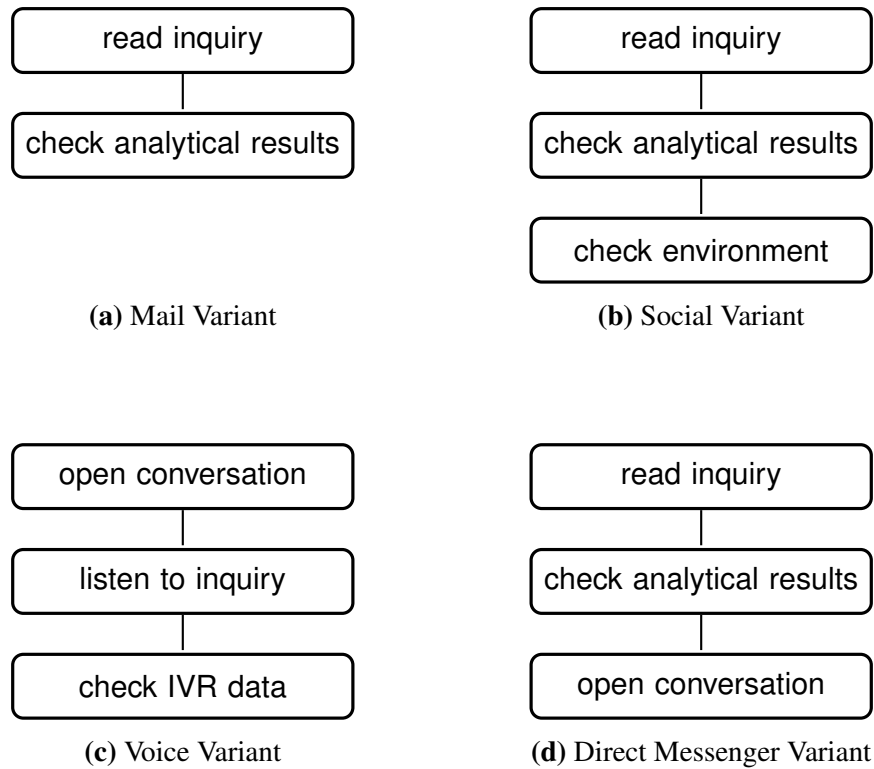 read inquiry
check analytical results
(a) Mail Variant
read inquiry
check analytical results
check environment
(b) Social Variant
open conversation
listen to inquiry
check IVR data
(c) Voice Variant
read inquiry
check analytical results
open conversation
(d) Direct Messenger Variant